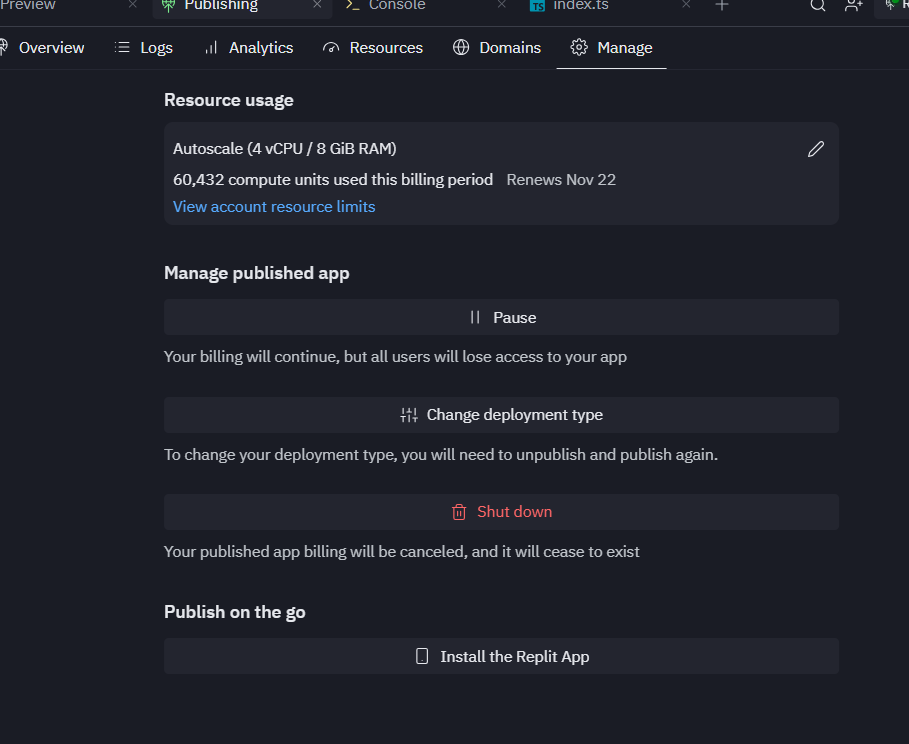 Preview
Publishing
Console
index.ts
Overview
Logs
Analytics
Resources
Domains
Manage
Resource usage
Autoscale (4 vCPU / 8 GiB RAM)
60,432 compute units used this billing period Renews Nov 22
View account resource limits
Manage published app
Pause
Your billing will continue, but all users will lose access to your app
Change deployment type
To change your deployment type, you will need to unpublish and publish again.
Shut down
Your published app billing will be canceled, and it will cease to exist
Publish on the go
Install the Replit App